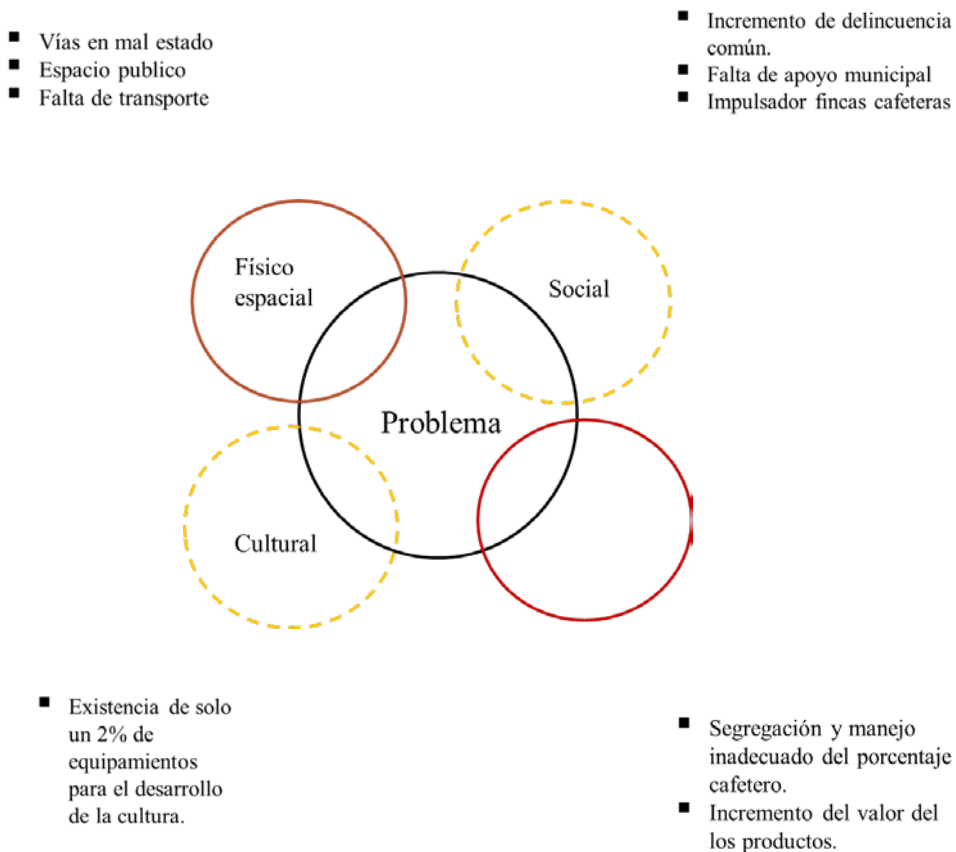 Vías en mal estado
Espacio publico
Falta de transporte
Incremento de delincuencia
común.
Falta de apoyo municipal
Impulsador fincas cafeteras
Físico
espacial
Social
Problema
Cultural
Existencia de solo
un 2% de
equipamientos
para el desarrollo
de la cultura.
Segregación y manejo
inadecuado del porcentaje
cafetero.
Incremento del valor del
los productos.